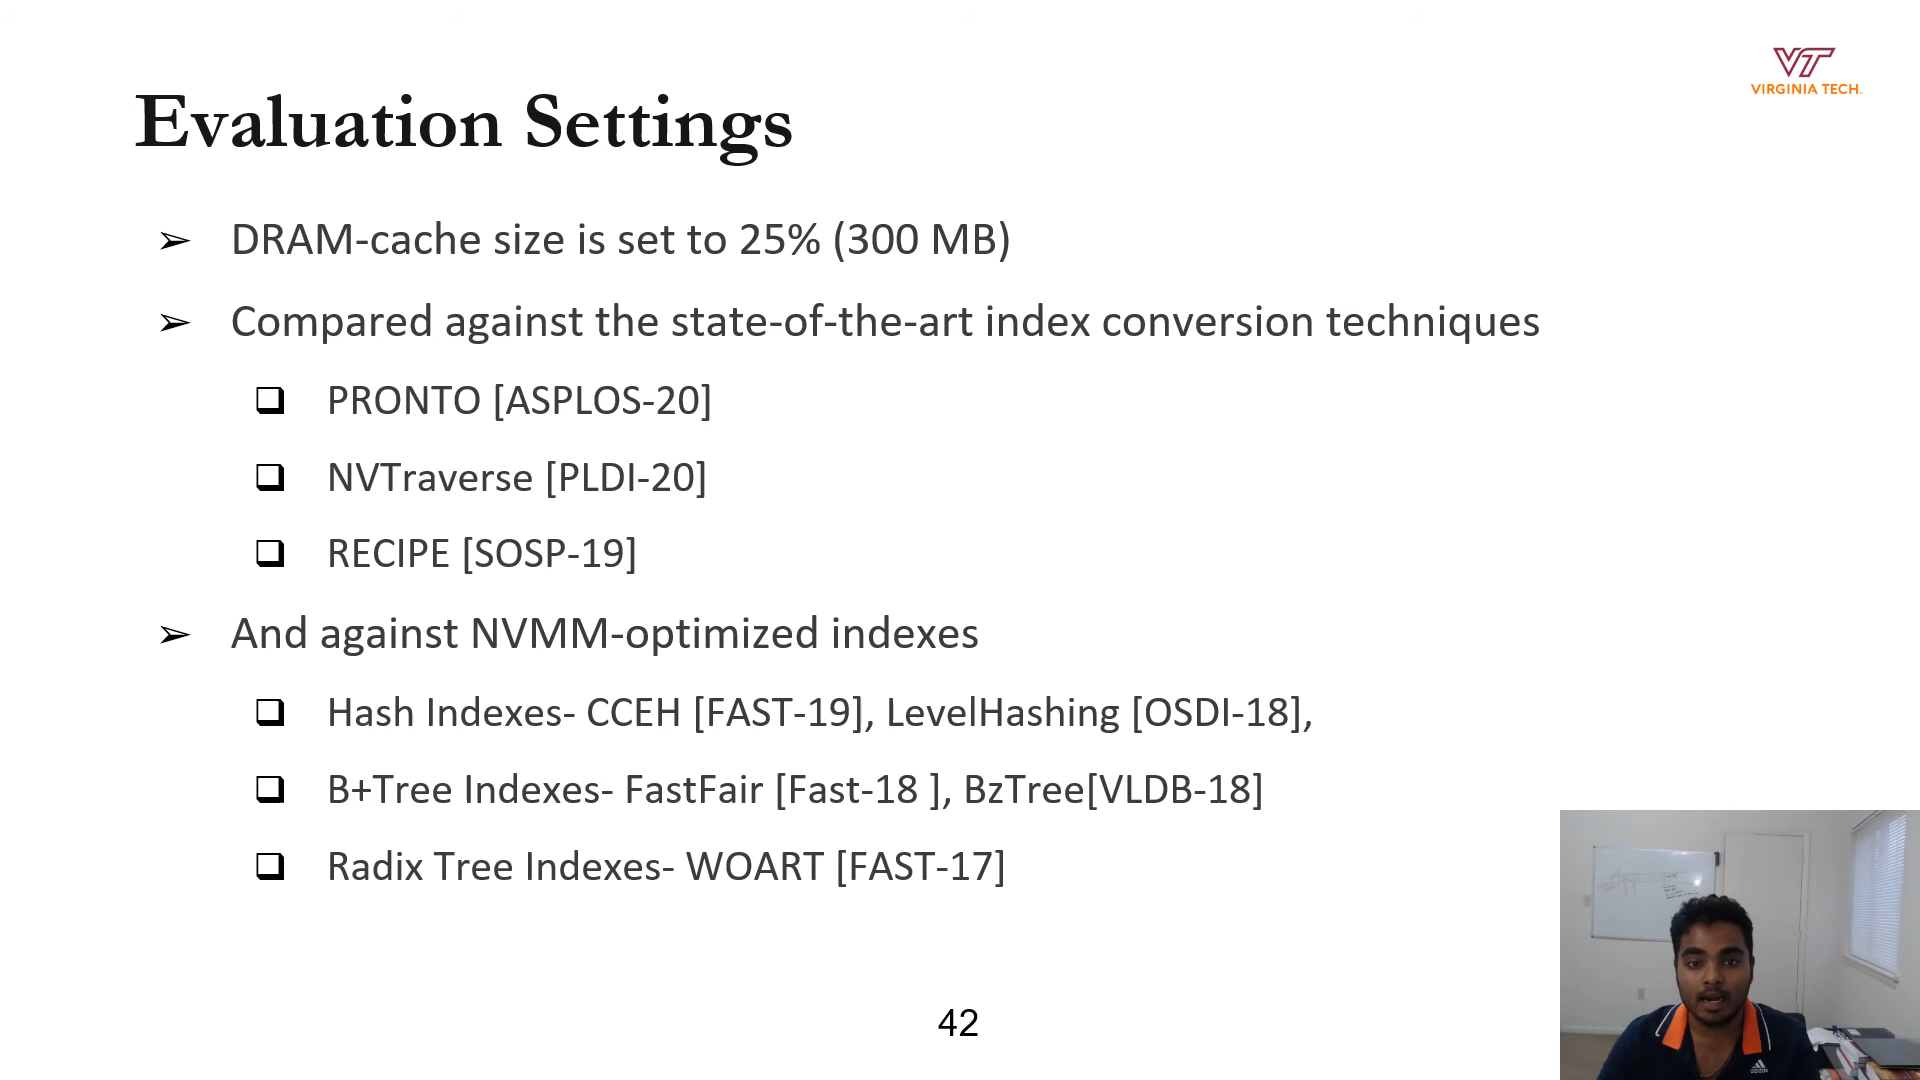 VT
VIRGINIA TECH
Evaluation Settings
➢ DRAM-cache size is set to 25% (300 MB)
➢ Compared against the state-of-the-art index conversion techniques
❑ PRONTO [ASPLOS-20]
❑ NVTraverse [PLDI-20]
❑ RECIPE [SOSP-19]
➢ And against NVMM-optimized indexes
❑ Hash Indexes- CCEH [FAST-19], LevelHashing [OSDI-18],
❑ B+Tree Indexes- FastFair [Fast-18 ], BzTree[VLDB-18]
❑ Radix Tree Indexes- WOART [FAST-17]
42
adidas